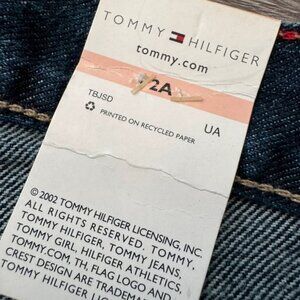 TOMMY HILFIGER
tommy.com
2A
TBJSD
UA
PRINTED ON RECYCLED PAPER
© 2002 TOMMY HILFIGER LICENSING, INC.
ALL RIGHTS RESERVED. TOMMY,
TOMMY HILFIGER, TOMMY JEANS,
TOMMY GIRL, HILFIGER ATHLETICS,
TOMMY.COM, TH, FLAG LOGO AND
CREST DESIGN ARE TRADEMA
TOMMY HILFIGER LICENS